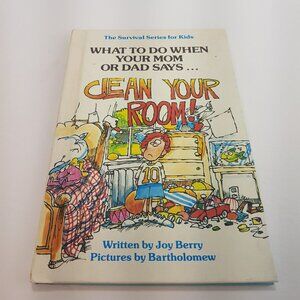 The Survival Series for Kids
WHAT TO DO WHEN
YOUR MOM
OR DAD SAYS...
CLEAN YOUR
ROOM!
Written by Joy Berry
Pictures by Bartholomew